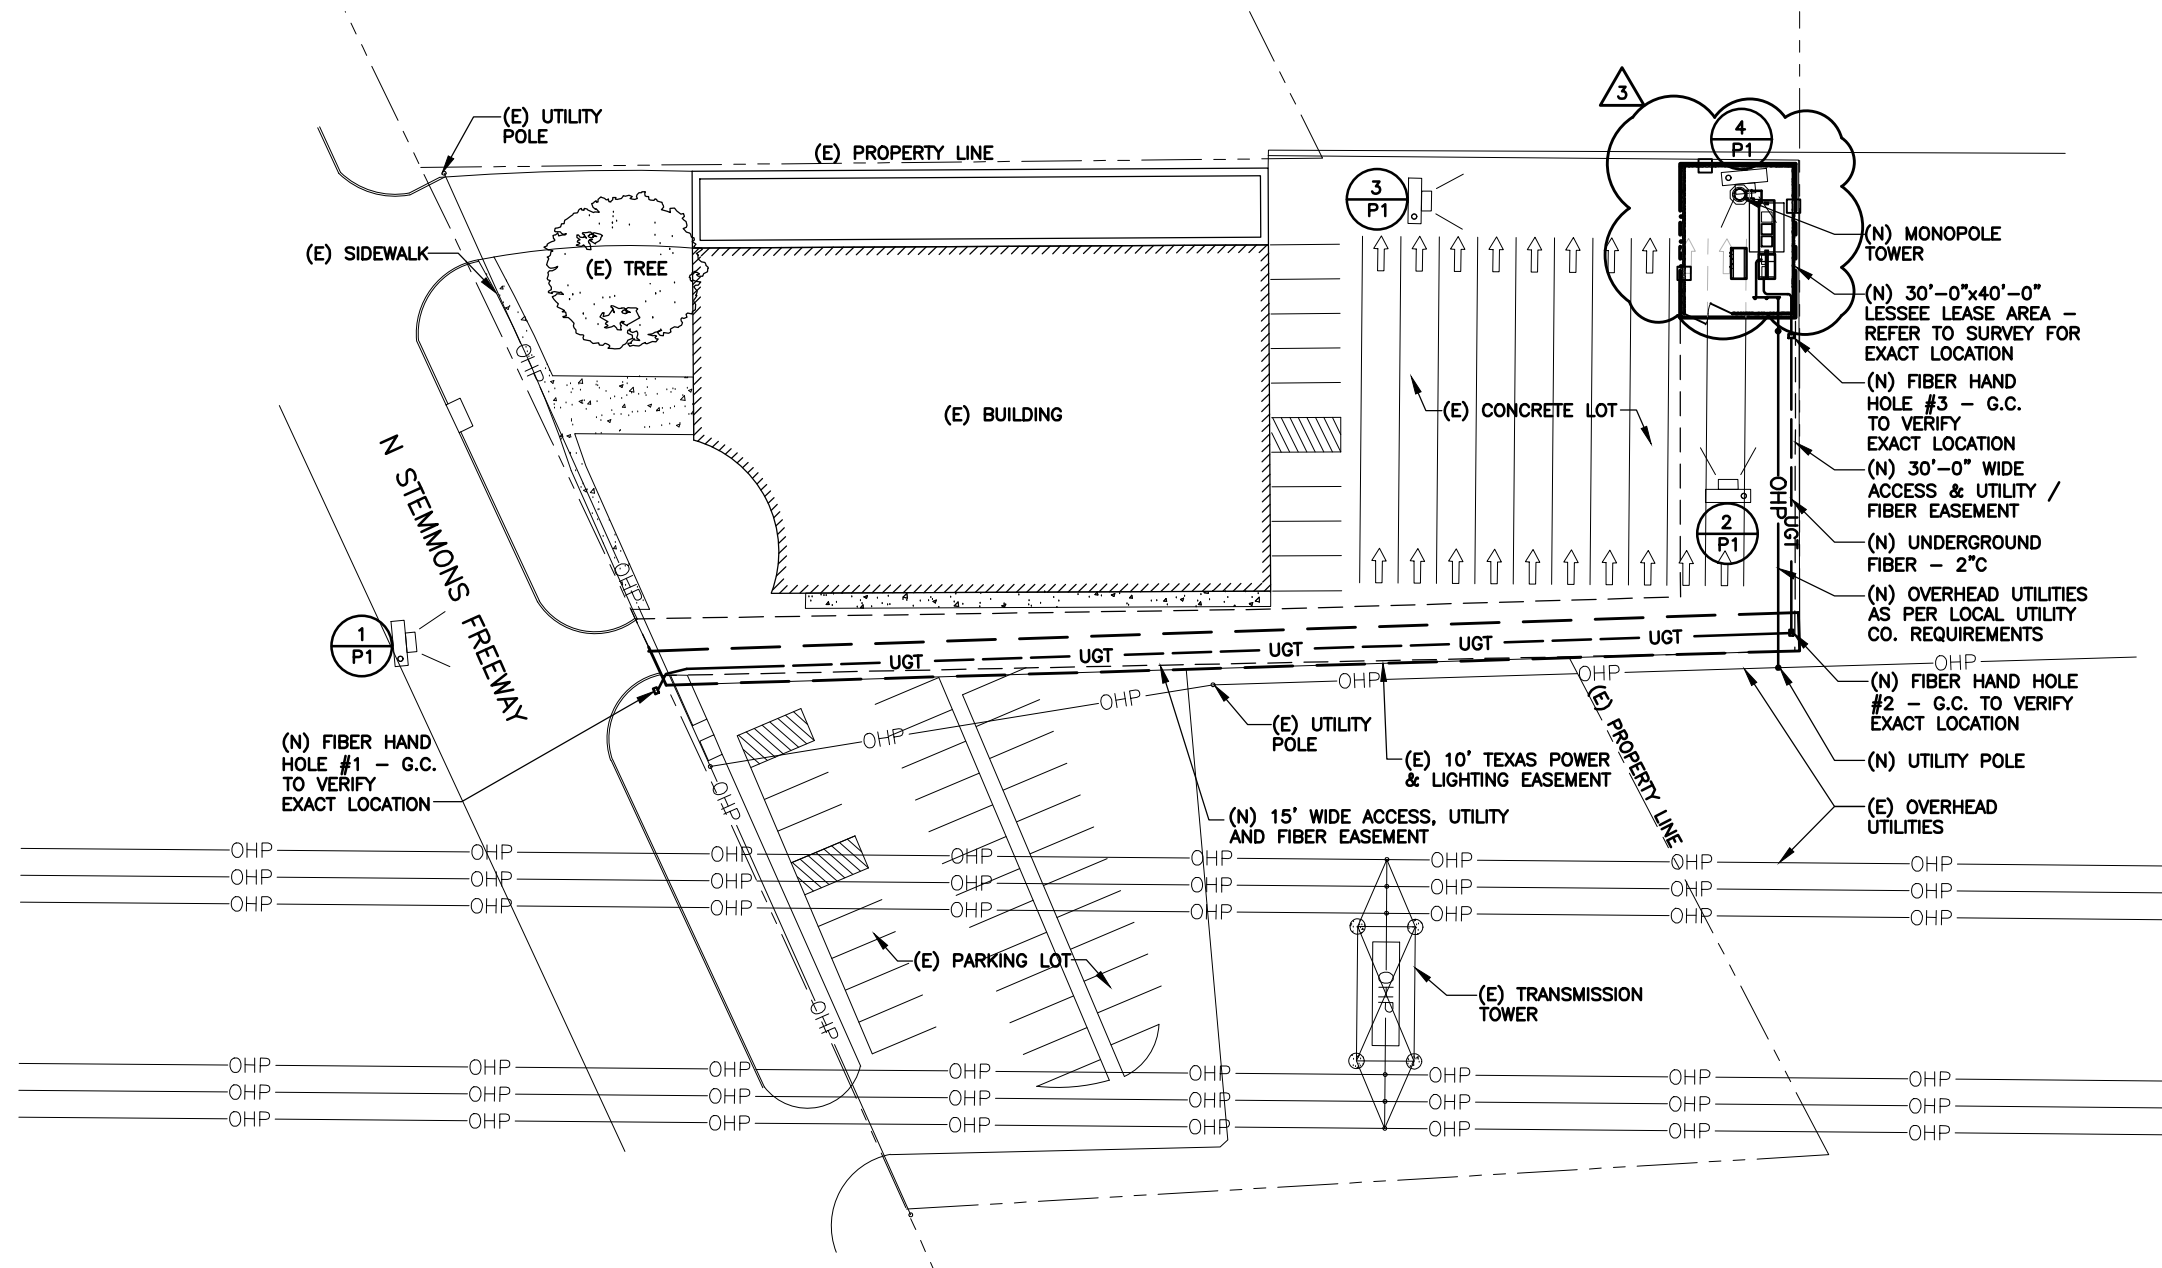 3
4
P1
(E) UTILITY
POLE
(E) PROPERTY LINE
3
P1
(N) MONOPOLE
TOWER
(E) SIDEWALK
(E) TREE
(N) 30'-0"x40'-0"
LESSEE LEASE AREA -
REFER TO SURVEY FOR
EXACT LOCATION
OHP
(N) FIBER HAND
HOLE #3 - G.C.
TO VERIFY
EXACT LOCATION
(E) BUILDING
(E) CONCRETE LOT
(N) 30'-0" WIDE
ACCESS & UTILITY /
FIBER EASEMENT
N STEMMONS FREEWAY
OHP
UGT
2
P1
(N) UNDERGROUND
FIBER - 2"C
OHP
(N) OVERHEAD UTILITIES
AS PER LOCAL UTILITY
CO. REQUIREMENTS
1
P1
UGT UGT UGT UGT UGT
OHP OHP OHP OHP OHP
(N) FIBER HAND HOLE
#2 - G.C. TO VERIFY
EXACT LOCATION
(E) PROPERTY LINE
(E) UTILITY
POLE
(N) FIBER HAND
HOLE #1 - G.C.
TO VERIFY
EXACT LOCATION
(E) 10' TEXAS POWER
& LIGHTING EASEMENT
(N) UTILITY POLE
OHP
(N) 15' WIDE ACCESS, UTILITY
AND FIBER EASEMENT
(E) OVERHEAD
UTILITIES
OHP OHP OHP OHP OHP OHP OHP OHP
OHP OHP OHP OHP OHP OHP OHP OHP
OHP OHP OHP OHP OHP OHP OHP OHP
(E) PARKING LOT
OHP
OHP
(E) TRANSMISSION
TOWER
OHP OHP OHP OHP OHP OHP OHP OHP
OHP OHP OHP OHP OHP OHP OHP OHP
OHP OHP OHP OHP OHP OHP OHP OHP